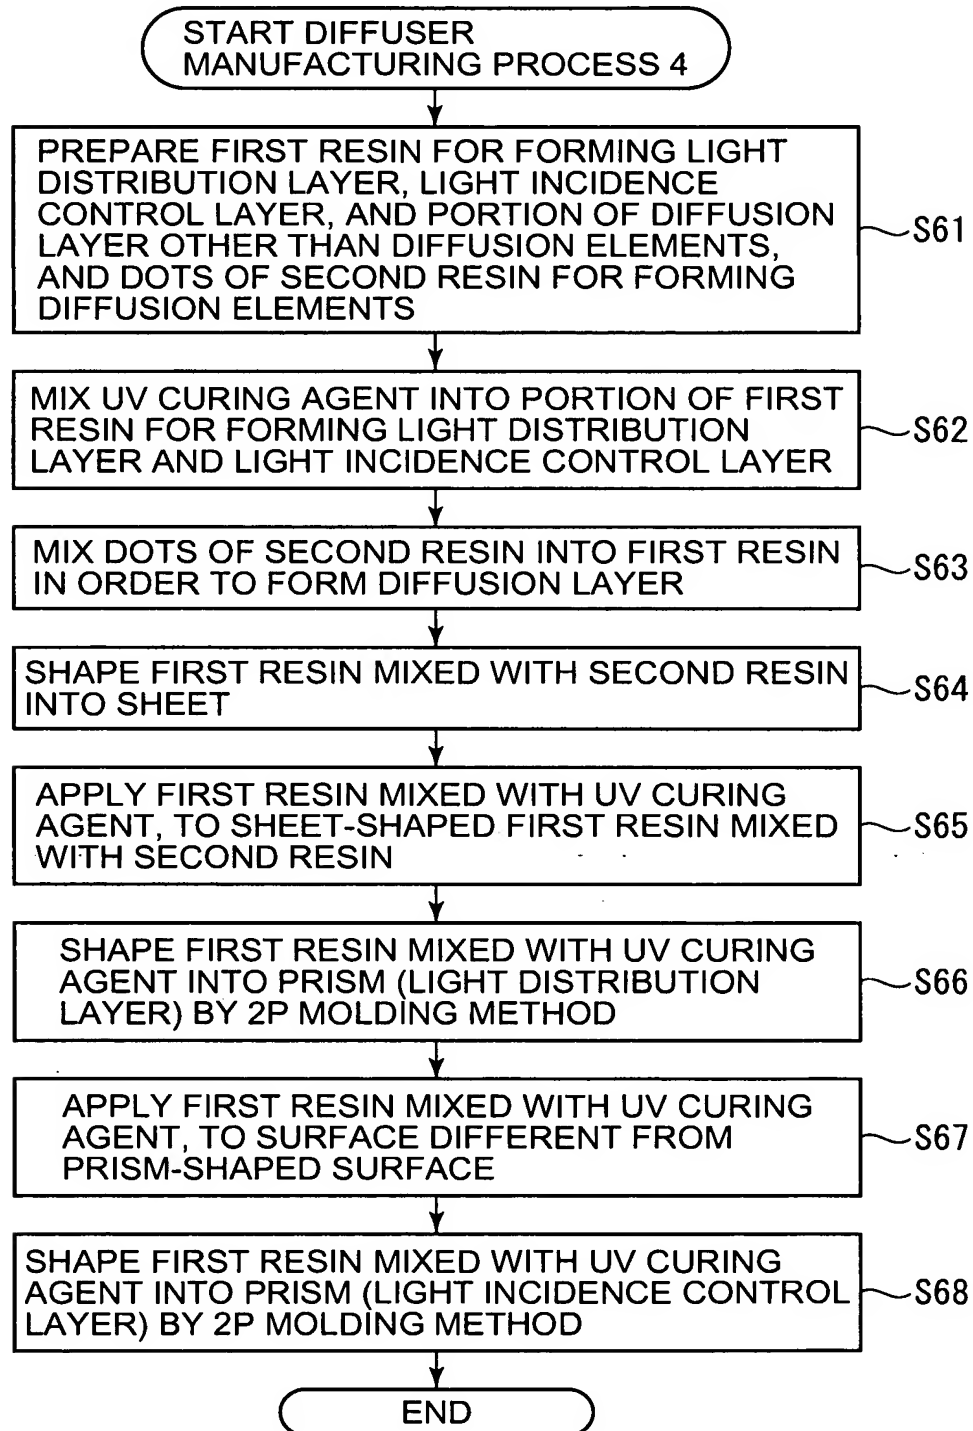 START DIFFUSER
MANUFACTURING PROCESS 4
PREPARE FIRST RESIN FOR FORMING LIGHT
DISTRIBUTION LAYER, LIGHT INCIDENCE
CONTROL LAYER, AND PORTION OF DIFFUSION
LAYER OTHER THAN DIFFUSION ELEMENTS,
AND DOTS OF SECOND RESIN FOR FORMING
DIFFUSION ELEMENTS
S61
MIX UV CURING AGENT INTO PORTION OF FIRST
RESIN FOR FORMING LIGHT DISTRIBUTION
LAYER AND LIGHT INCIDENCE CONTROL LAYER
S62
MIX DOTS OF SECOND RESIN INTO FIRST RESIN
IN ORDER TO FORM DIFFUSION LAYER
S63
SHAPE FIRST RESIN MIXED WITH SECOND RESIN
INTO SHEET
S64
APPLY FIRST RESIN MIXED WITH UV CURING
AGENT, TO SHEET-SHAPED FIRST RESIN MIXED
WITH SECOND RESIN
S65
SHAPE FIRST RESIN MIXED WITH UV CURING
AGENT INTO PRISM (LIGHT DISTRIBUTION
LAYER) BY 2P MOLDING METHOD
S66
APPLY FIRST RESIN MIXED WITH UV CURING
AGENT, TO SURFACE DIFFERENT FROM
PRISM-SHAPED SURFACE
S67
SHAPE FIRST RESIN MIXED WITH UV CURING
AGENT INTO PRISM (LIGHT INCIDENCE CONTROL
LAYER) BY 2P MOLDING METHOD
S68
END